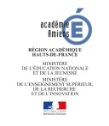 académie
Amiens
RÉGION ACADÉMIQUE
HAUTS-DE-FRANCE
MINISTÈRE
DE L'ÉDUCATION NATIONALE
ET DE LA JEUNESSE
MINISTÈRE
DE L'ENSEIGNEMENT SUPÉRIEUR,
DE LA RECHERCHE
ET DE L'INNOVATION